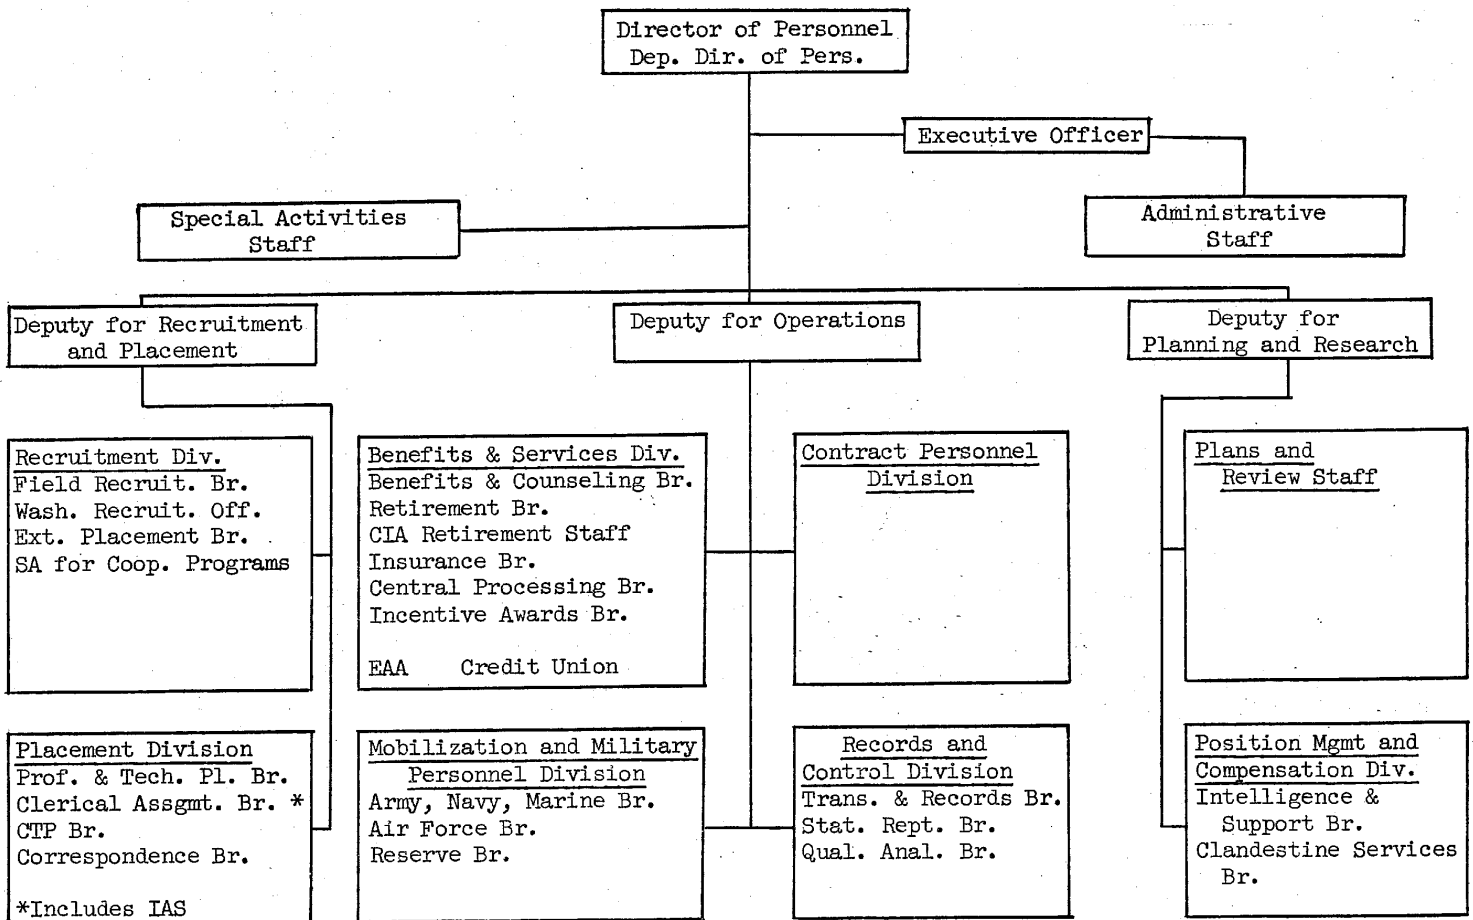 Director of Personnel
Dep. Dir. of Pers.
Executive Officer
Special Activities
Staff
Administrative
Staff
Deputy for Recruitment
and Placement
Deputy for Operations
Deputy for
Planning and Research
Recruitment Div.
Field Recruit. Br.
Wash. Recruit. Off.
Ext. Placement Br.
SA for Coop. Programs
Benefits & Services Div.
Benefits & Counseling Br.
Retirement Br.
CIA Retirement Staff
Insurance Br.
Central Processing Br.
Incentive Awards Br.
EAA Credit Union
Contract Personnel
Division
Plans and
Review Staff
Placement Division
Prof. & Tech. Pl. Br.
Clerical Assgmt. Br. *
CTP Br.
Correspondence Br.
*Includes IAS
Mobilization and Military
Personnel Division
Army, Navy, Marine Br.
Air Force Br.
Reserve Br.
Records and
Control Division
Trans. & Records Br.
Stat. Rept. Br.
Qual. Anal. Br.
Position Mgmt and
Compensation Div.
Intelligence &
Support Br.
Clandestine Services
Br.